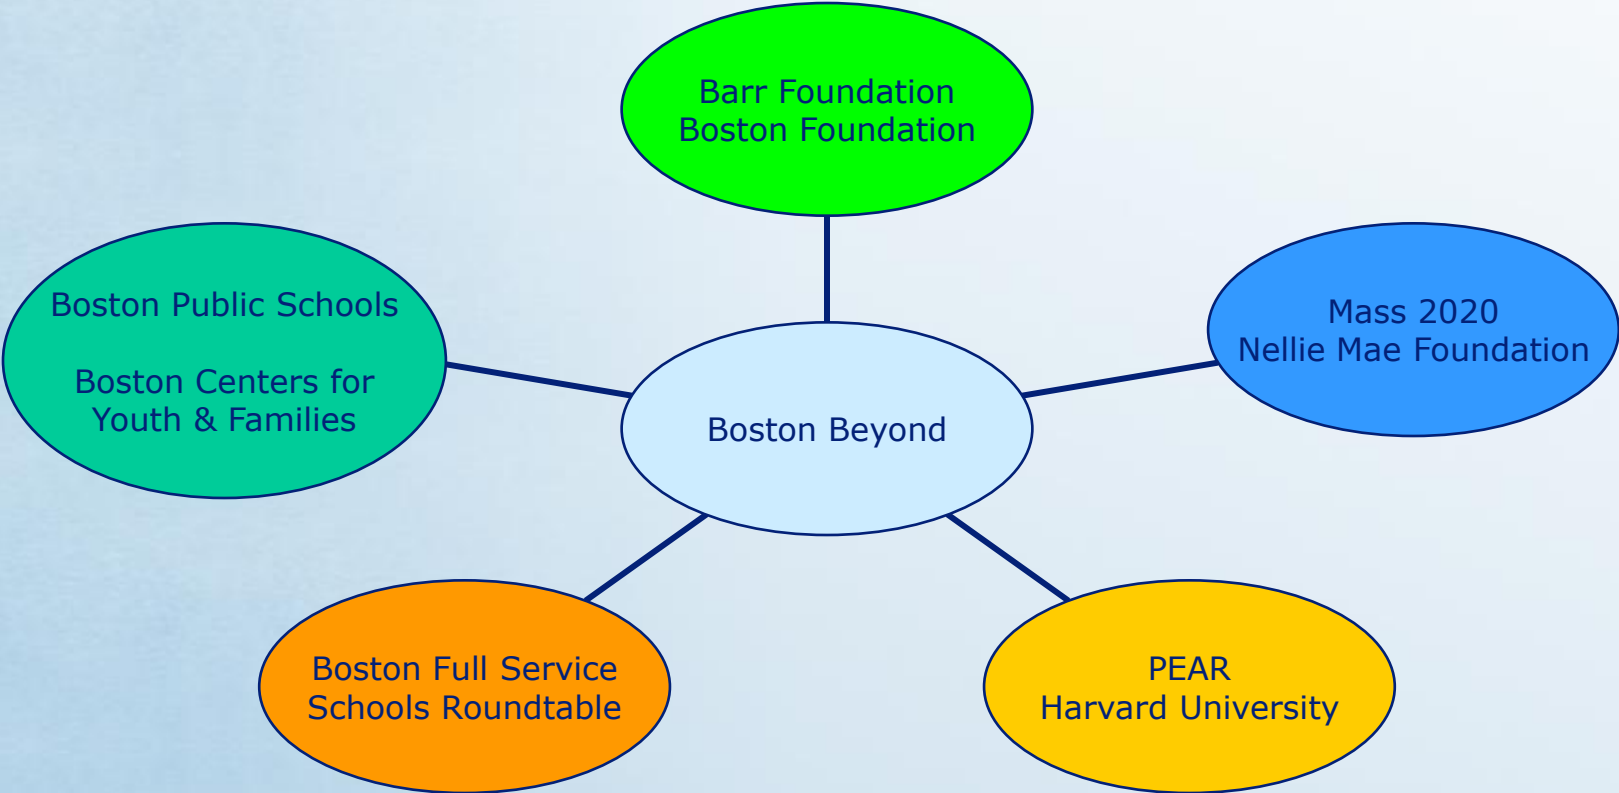 Barr Foundation
Boston Foundation
Boston Public Schools
Boston Centers for
Youth & Families
Mass 2020
Nellie Mae Foundation
Boston Beyond
Boston Full Service
Schools Roundtable
PEAR
Harvard University